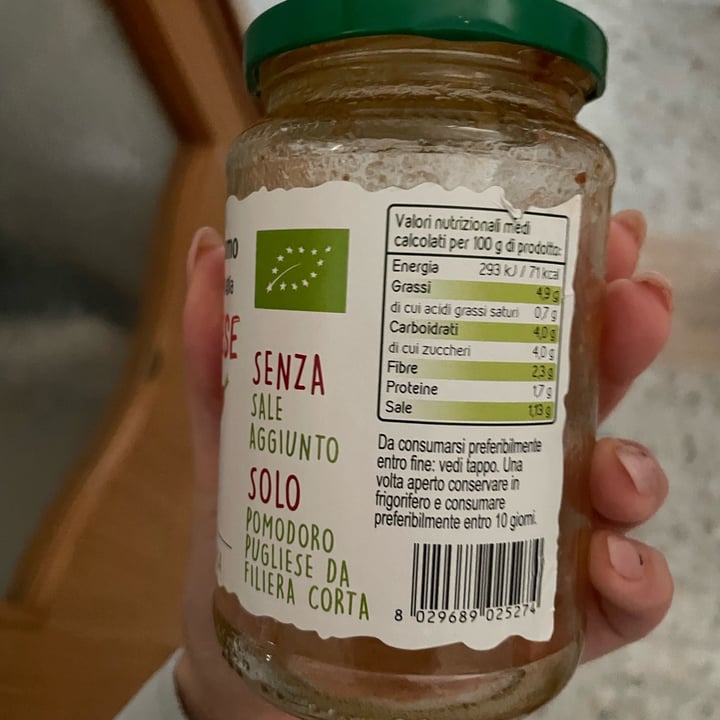 SE
SENZA
SALE
AGGIUNTO
SOLO
POMODORO
PUGLIESE DA
FILIERA CORTA
Valori nutrizionali medi
calcolati per 100 g di prodotto:
Energia 293 kJ / 71 kcal
Grassi 4,9 g
di cui acidi grassi saturi 0,7 g
Carboidrati 4,0 g
di cui zuccheri 4,0 g
Fibre 2,3 g
Proteine 1,7 g
Sale 1,13 g
Da consumarsi preferibilmente
entro fine: vedi tappo. Una
volta aperto conservare in
frigorifero e consumare
preferibilmente entro 10 giorni.
8 029689 025274